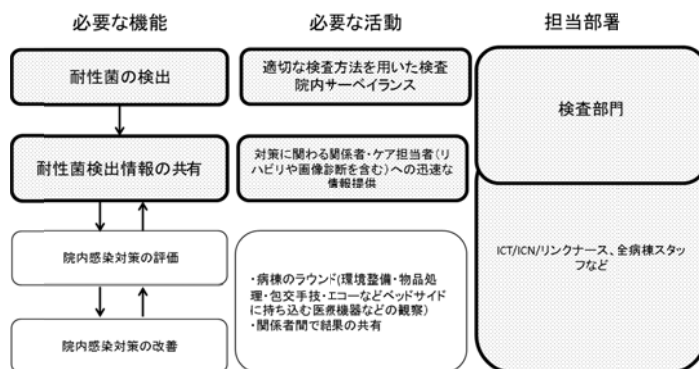 必要な機能
必要な活動
担当部署
耐性菌の検出
適切な検査方法を用いた検査
院内サーベイランス
検査部門
耐性菌検出情報の共有
対策に関わる関係者・ケア担当者(リ
ハビリや画像診断を含む)への迅速な
情報提供
院内感染対策の評価
・病棟のラウンド(環境整備・物品処
理・包交手技・エコーなどベッドサイド
に持ち込む医療機器などの観察)
・関係者間で結果の共有
ICT/ICN/リンクナース、全病棟スタッ
フなど
院内感染対策の改善